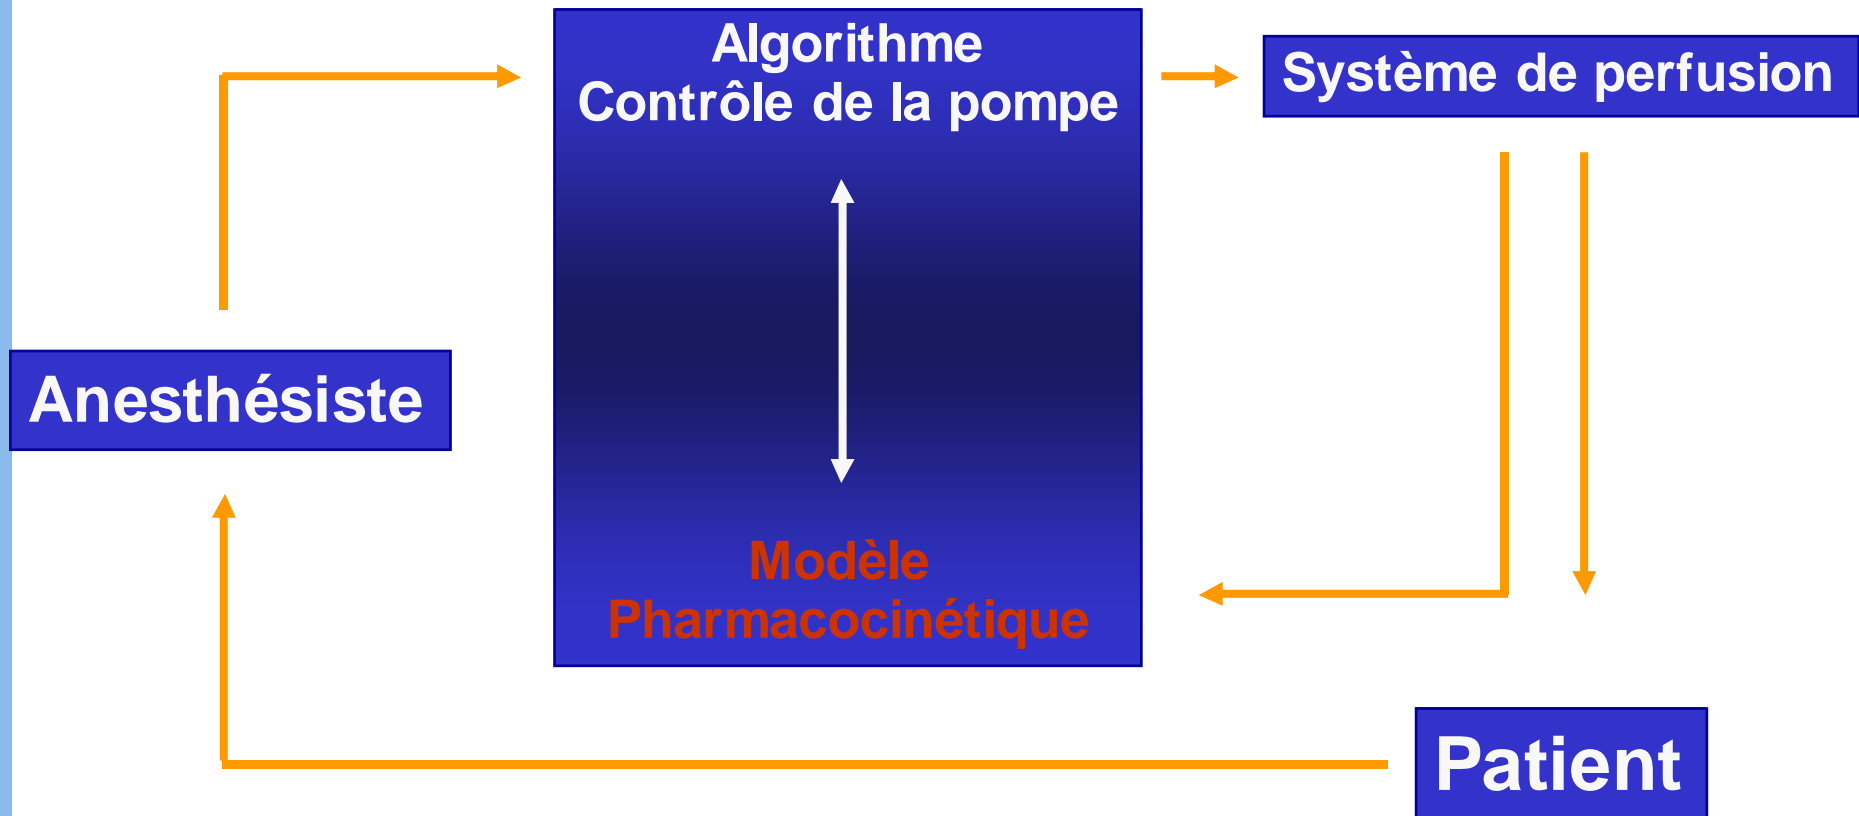 Algorithme
Contrôle de la pompe
Système de perfusion
Anesthésiste
Modèle
Pharmacocinétique
Patient